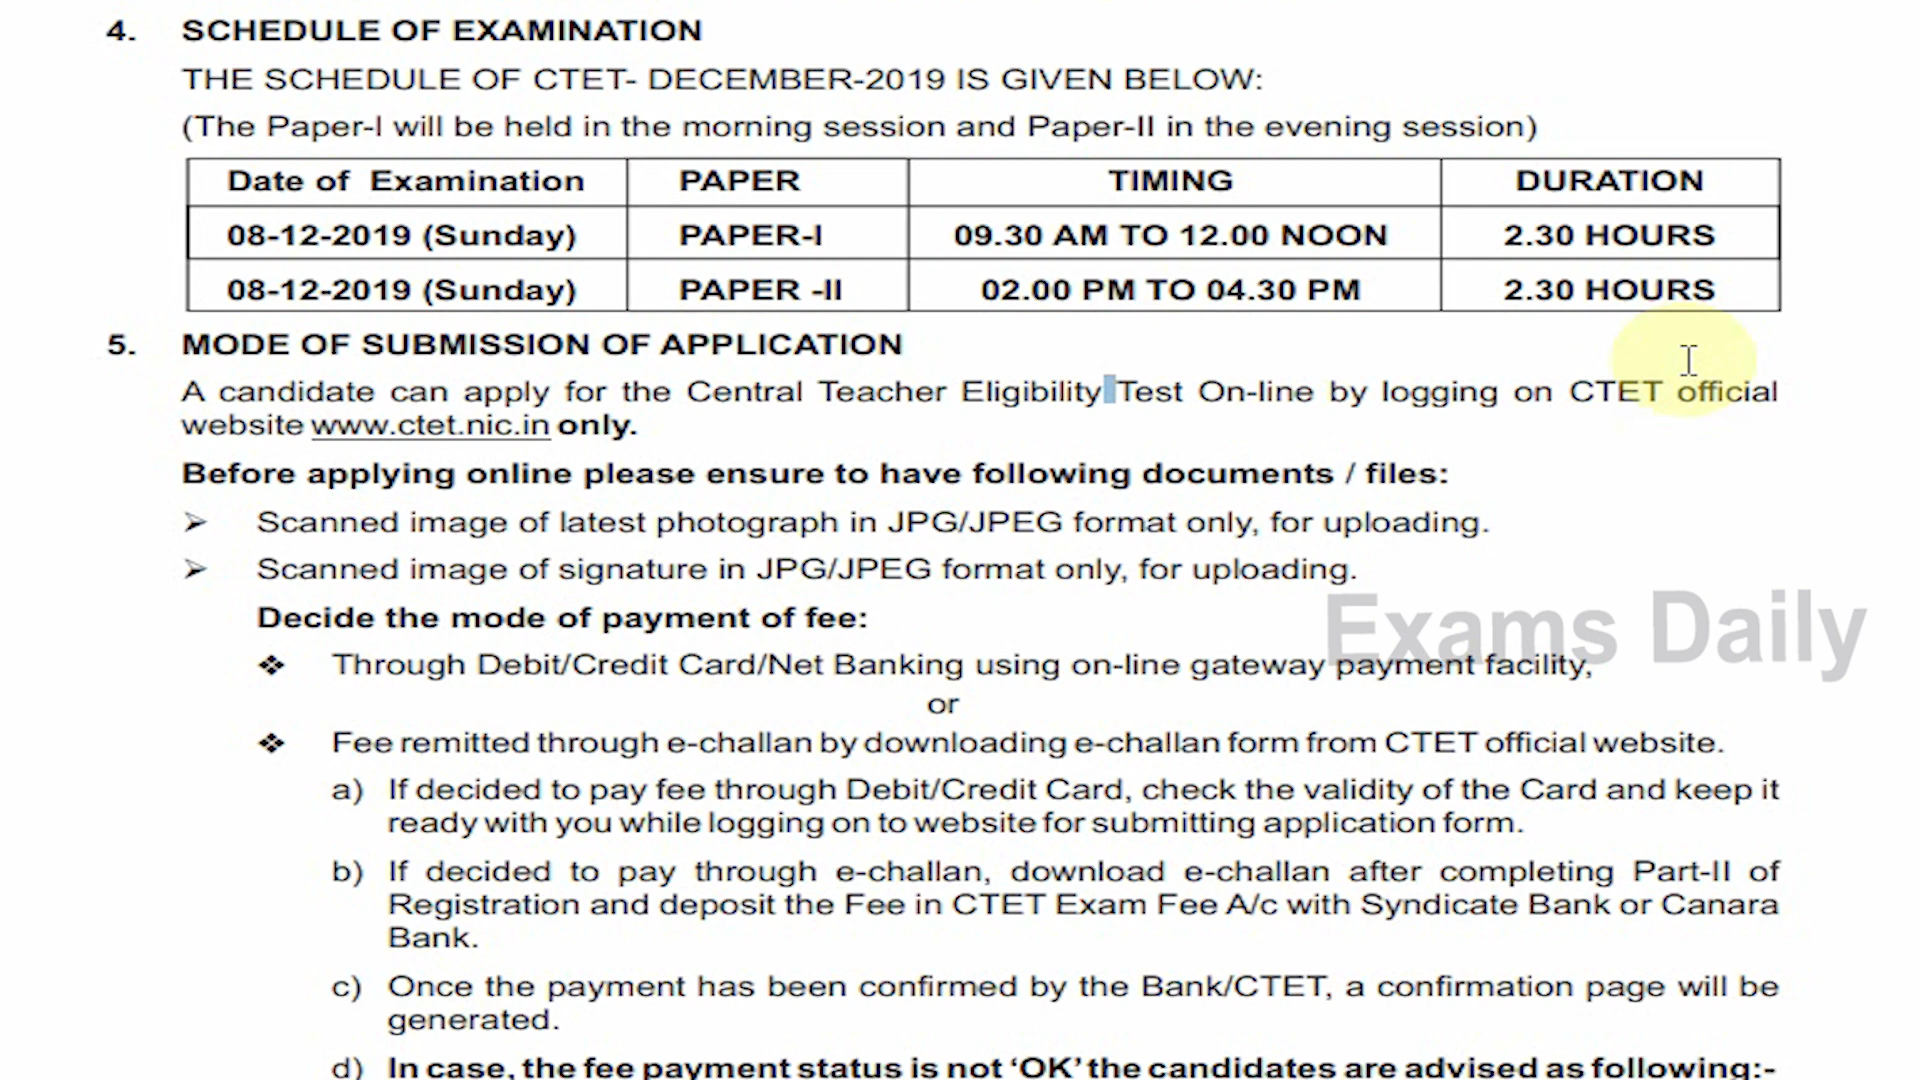 4. SCHEDULE OF EXAMINATION
THE SCHEDULE OF CTET- DECEMBER-2019 IS GIVEN BELOW:
(The Paper-I will be held in the morning session and Paper-II in the evening session)
Date of Examination PAPER TIMING DURATION
08-12-2019 (Sunday) PAPER-I 09.30 AM TO 12.00 NOON 2.30 HOURS
08-12-2019 (Sunday) PAPER -II 02.00 PM TO 04.30 PM 2.30 HOURS
5. MODE OF SUBMISSION OF APPLICATION
A candidate can apply for the Central Teacher Eligibility Test On-line by logging on CTET official
website www.ctet.nic.in only.
Before applying online please ensure to have following documents / files:
➢ Scanned image of latest photograph in JPG/JPEG format only, for uploading.
➢ Scanned image of signature in JPG/JPEG format only, for uploading.
Decide the mode of payment of fee:
Exams Daily
❖ Through Debit/Credit Card/Net Banking using on-line gateway payment facility,
or
❖ Fee remitted through e-challan by downloading e-challan form from CTET official website.
a) If decided to pay fee through Debit/Credit Card, check the validity of the Card and keep it
ready with you while logging on to website for submitting application form.
b) If decided to pay through e-challan, download e-challan after completing Part-II of
Registration and deposit the Fee in CTET Exam Fee A/c with Syndicate Bank or Canara
Bank.
c) Once the payment has been confirmed by the Bank/CTET, a confirmation page will be
generated.
d) In case, the fee payment status is not ‘OK’ the candidates are advised as following:-